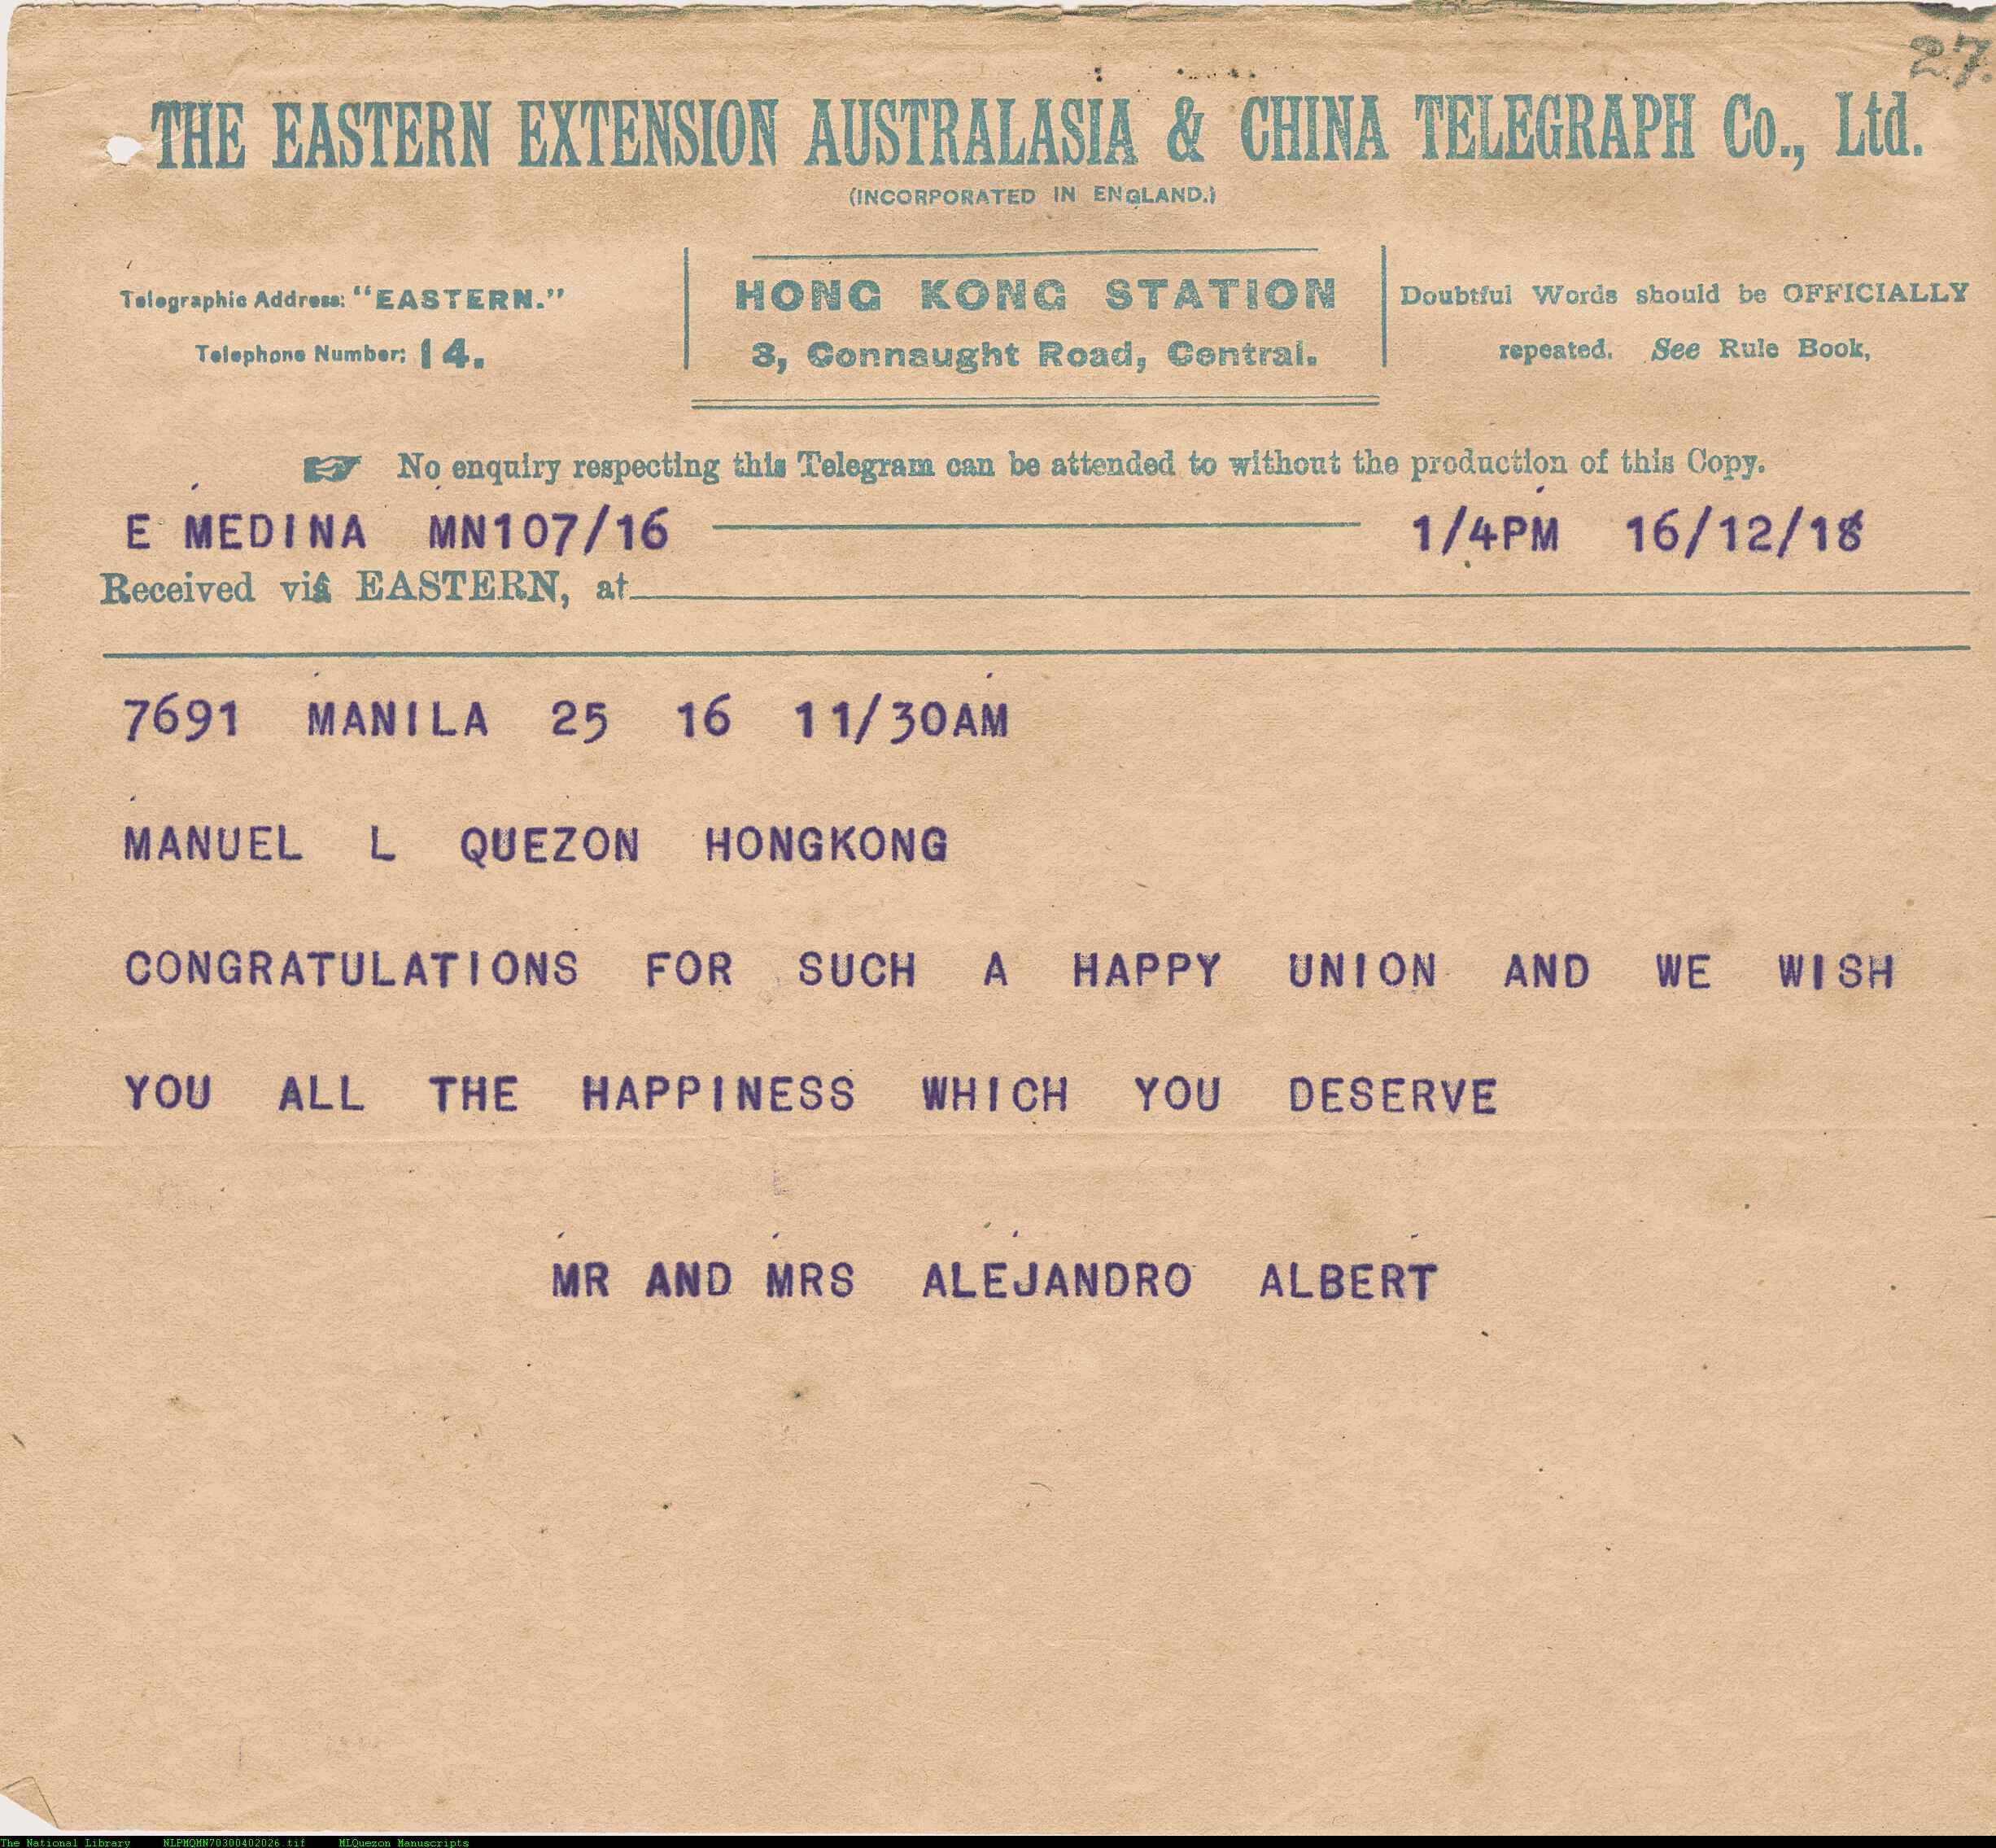 27.
THE EASTERN EXTENSION AUSTRALASIA & CHINA TELEGRAPH Co., Ltd.
(INCORPORATED IN ENGLAND.)
Telegraphic Address: "EASTERN."
Telephone Number: 14.
HONG KONG STATION
3, Connaught Road, Central.
Doubtful Words should be OFFICIALLY
repeated. See Rule Book,
☞ No enquiry respecting this Telegram can be attended to without the production of this Copy.
E MEDINA MN107/16 1/4PM 16/12/18
Received viâ EASTERN, at
7691 MANILA 25 16 11/30AM
MANUEL L QUEZON HONGKONG
CONGRATULATIONS FOR SUCH A HAPPY UNION AND WE WISH
YOU ALL THE HAPPINESS WHICH YOU DESERVE
MR AND MRS ALEJANDRO ALBERT
The National Library NLPMQMN70300402026.tif MLQuezon Manuscripts